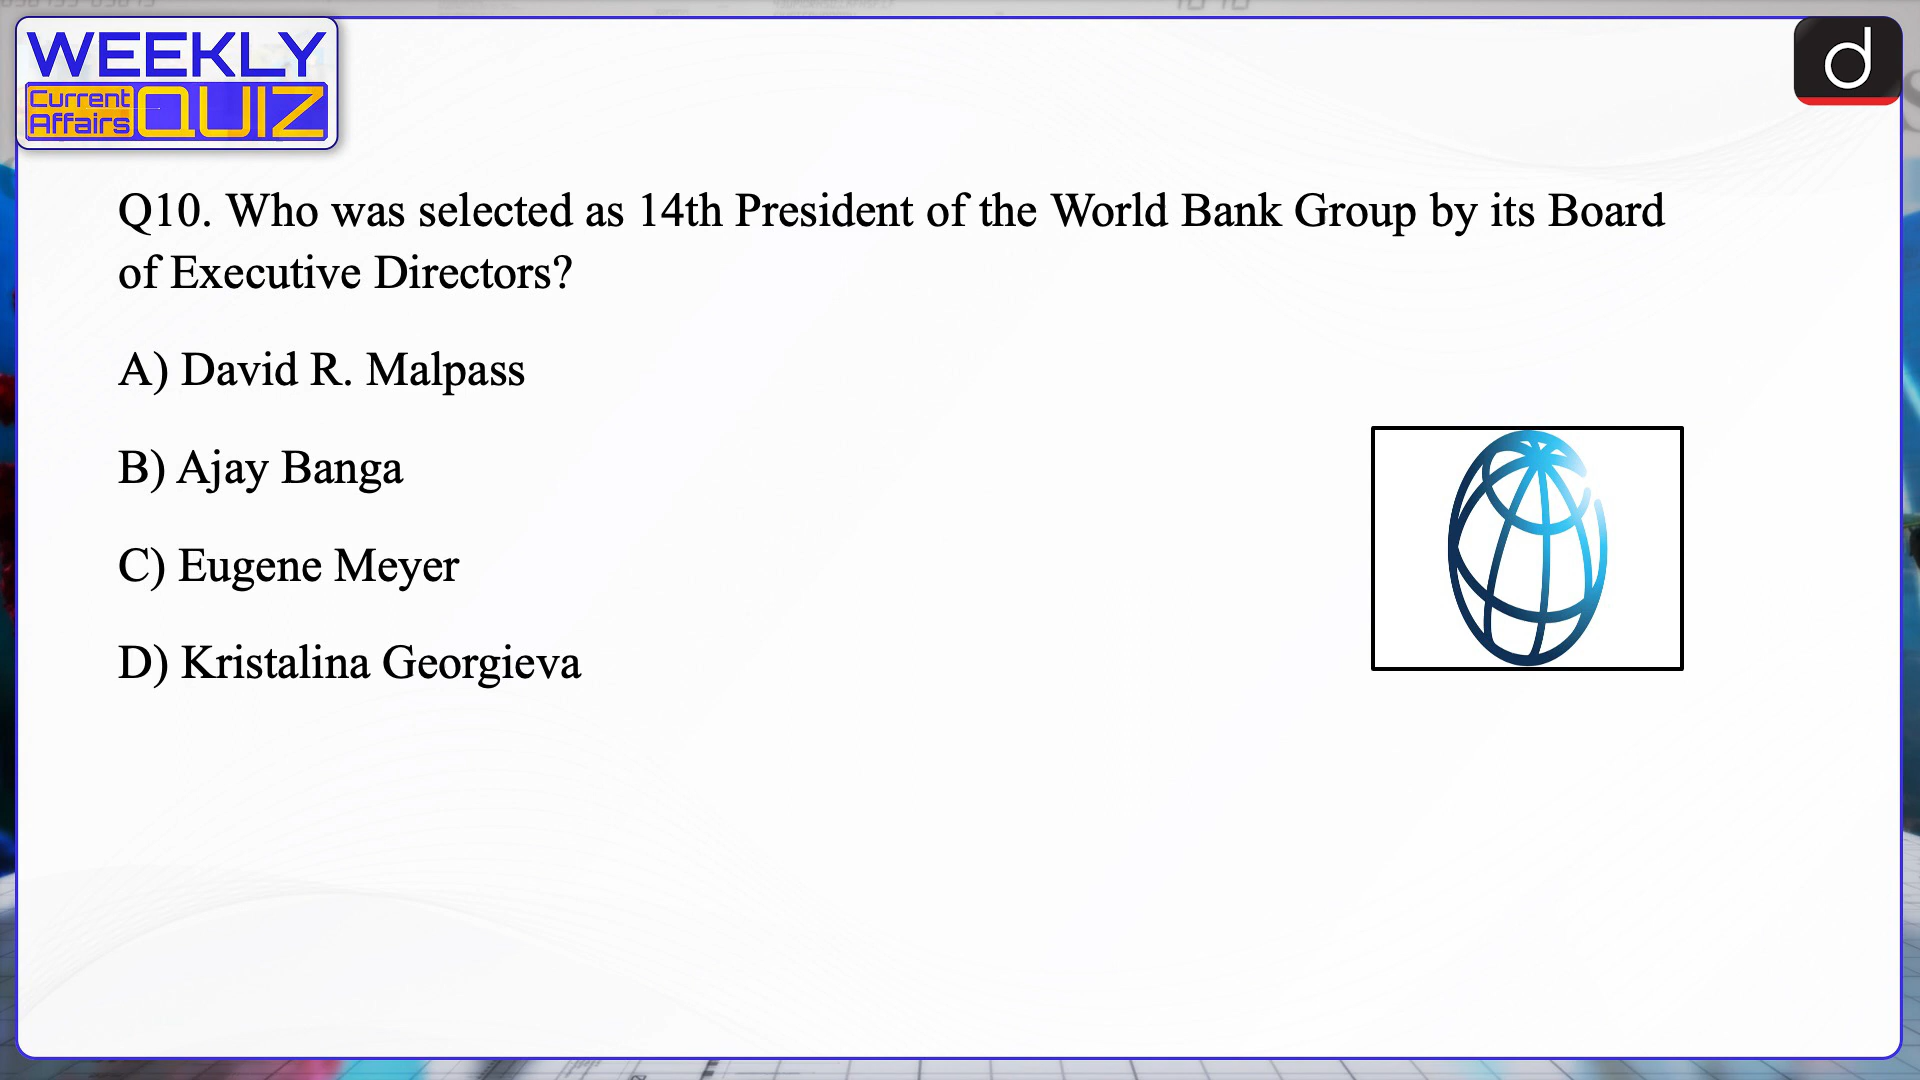 WEEKLY
Current
Affairs
QUIZ
d
Q10. Who was selected as 14th President of the World Bank Group by its Board
of Executive Directors?
A) David R. Malpass
B) Ajay Banga
C) Eugene Meyer
D) Kristalina Georgieva